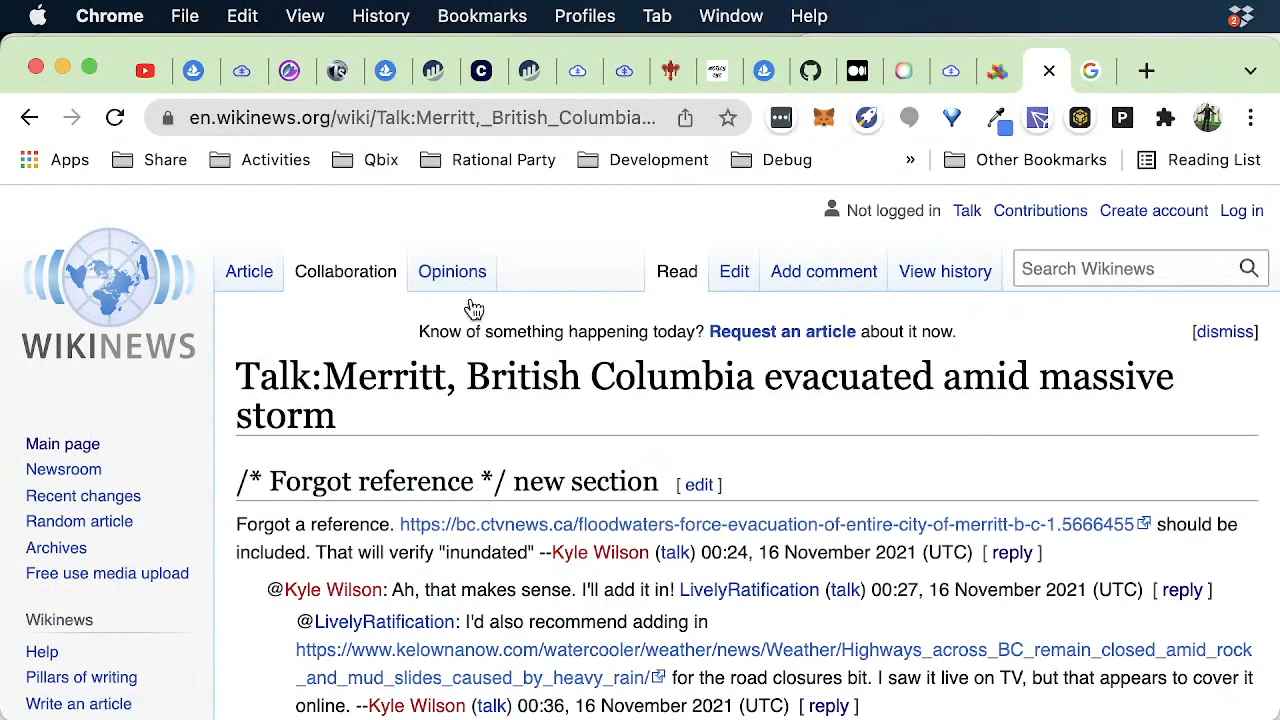 Chrome File Edit View History Bookmarks Profiles Tab Window Help 2
en.wikinews.org/wiki/Talk:Merritt,_British_Columbia...
Apps Share Activities Qbix Rational Party Development Debug » Other Bookmarks Reading List
Not logged in Talk Contributions Create account Log in
Article Collaboration Opinions Read Edit Add comment View history Search Wikinews
Know of something happening today? Request an article about it now. [dismiss]
WIKINEWS
Talk:Merritt, British Columbia evacuated amid massive
storm
Main page
Newsroom
Recent changes
Random article
Archives
Free use media upload
Wikinews
Help
Pillars of writing
Write an article
/* Forgot reference */ new section [ edit ]
Forgot a reference. https://bc.ctvnews.ca/floodwaters-force-evacuation-of-entire-city-of-merritt-b-c-1.5666455 should be
included. That will verify "inundated" --Kyle Wilson (talk) 00:24, 16 November 2021 (UTC) [ reply ]
@Kyle Wilson: Ah, that makes sense. I'll add it in! LivelyRatification (talk) 00:27, 16 November 2021 (UTC) [ reply ]
@LivelyRatification: I'd also recommend adding in
https://www.kelownanow.com/watercooler/weather/news/Weather/Highways_across_BC_remain_closed_amid_rock
_and_mud_slides_caused_by_heavy_rain/ for the road closures bit. I saw it live on TV, but that appears to cover it
online. --Kyle Wilson (talk) 00:36, 16 November 2021 (UTC) [ reply ]